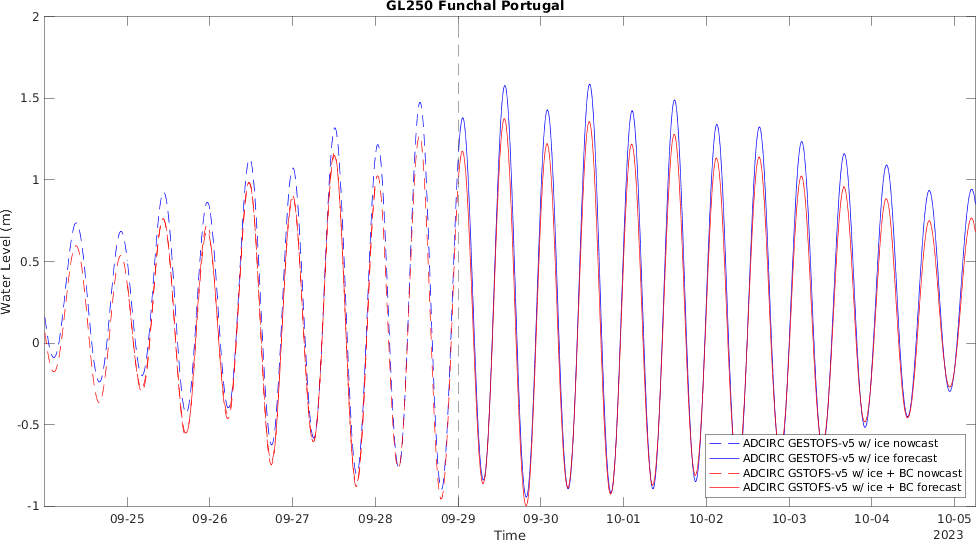 GL250 Funchal Portugal
2
1.5
1
0.5
0
-0.5
-1
Water Level (m)
09-25 09-26 09-27 09-28 09-29 09-30 10-01 10-02 10-03 10-04 10-05
Time
2023
ADCIRC GESTOFS-v5 w/ ice nowcast
ADCIRC GESTOFS-v5 w/ ice forecast
ADCIRC GSTOFS-v5 w/ ice + BC nowcast
ADCIRC GSTOFS-v5 w/ ice + BC forecast